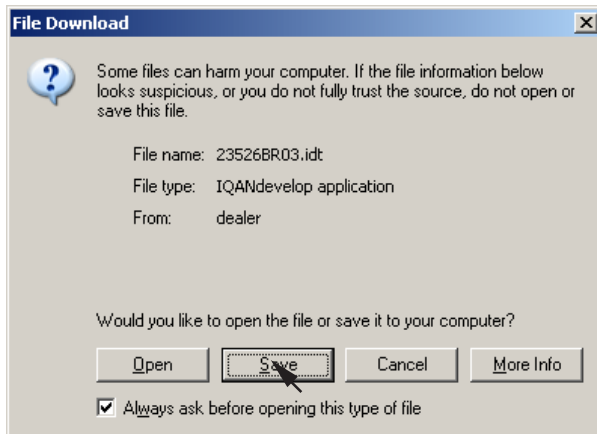 File Download
Some files can harm your computer. If the file information below
looks suspicious, or you do not fully trust the source, do not open or
save this file.
File name: 23526BR03.idt
File type: IQANdevelop application
From: dealer
Would you like to open the file or save it to your computer?
Open Save Cancel More Info
Always ask before opening this type of file